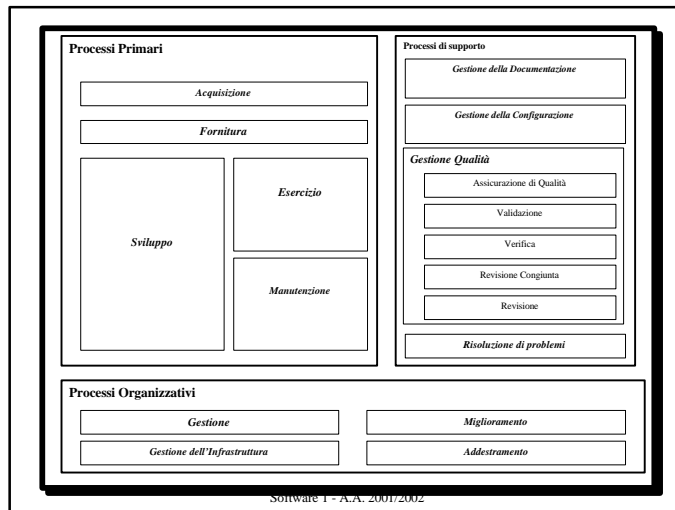 Processi Primari
Acquisizione
Fornitura
Sviluppo
Esercizio
Manutenzione
Processi di supporto
Gestione della Documentazione
Gestione della Configurazione
Gestione Qualità
Assicurazione di Qualità
Validazione
Verifica
Revisione Congiunta
Revisione
Risoluzione di problemi
Processi Organizzativi
Gestione
Miglioramento
Gestione dell'Infrastruttura
Addestramento
Software 1 - A.A. 2001/2002